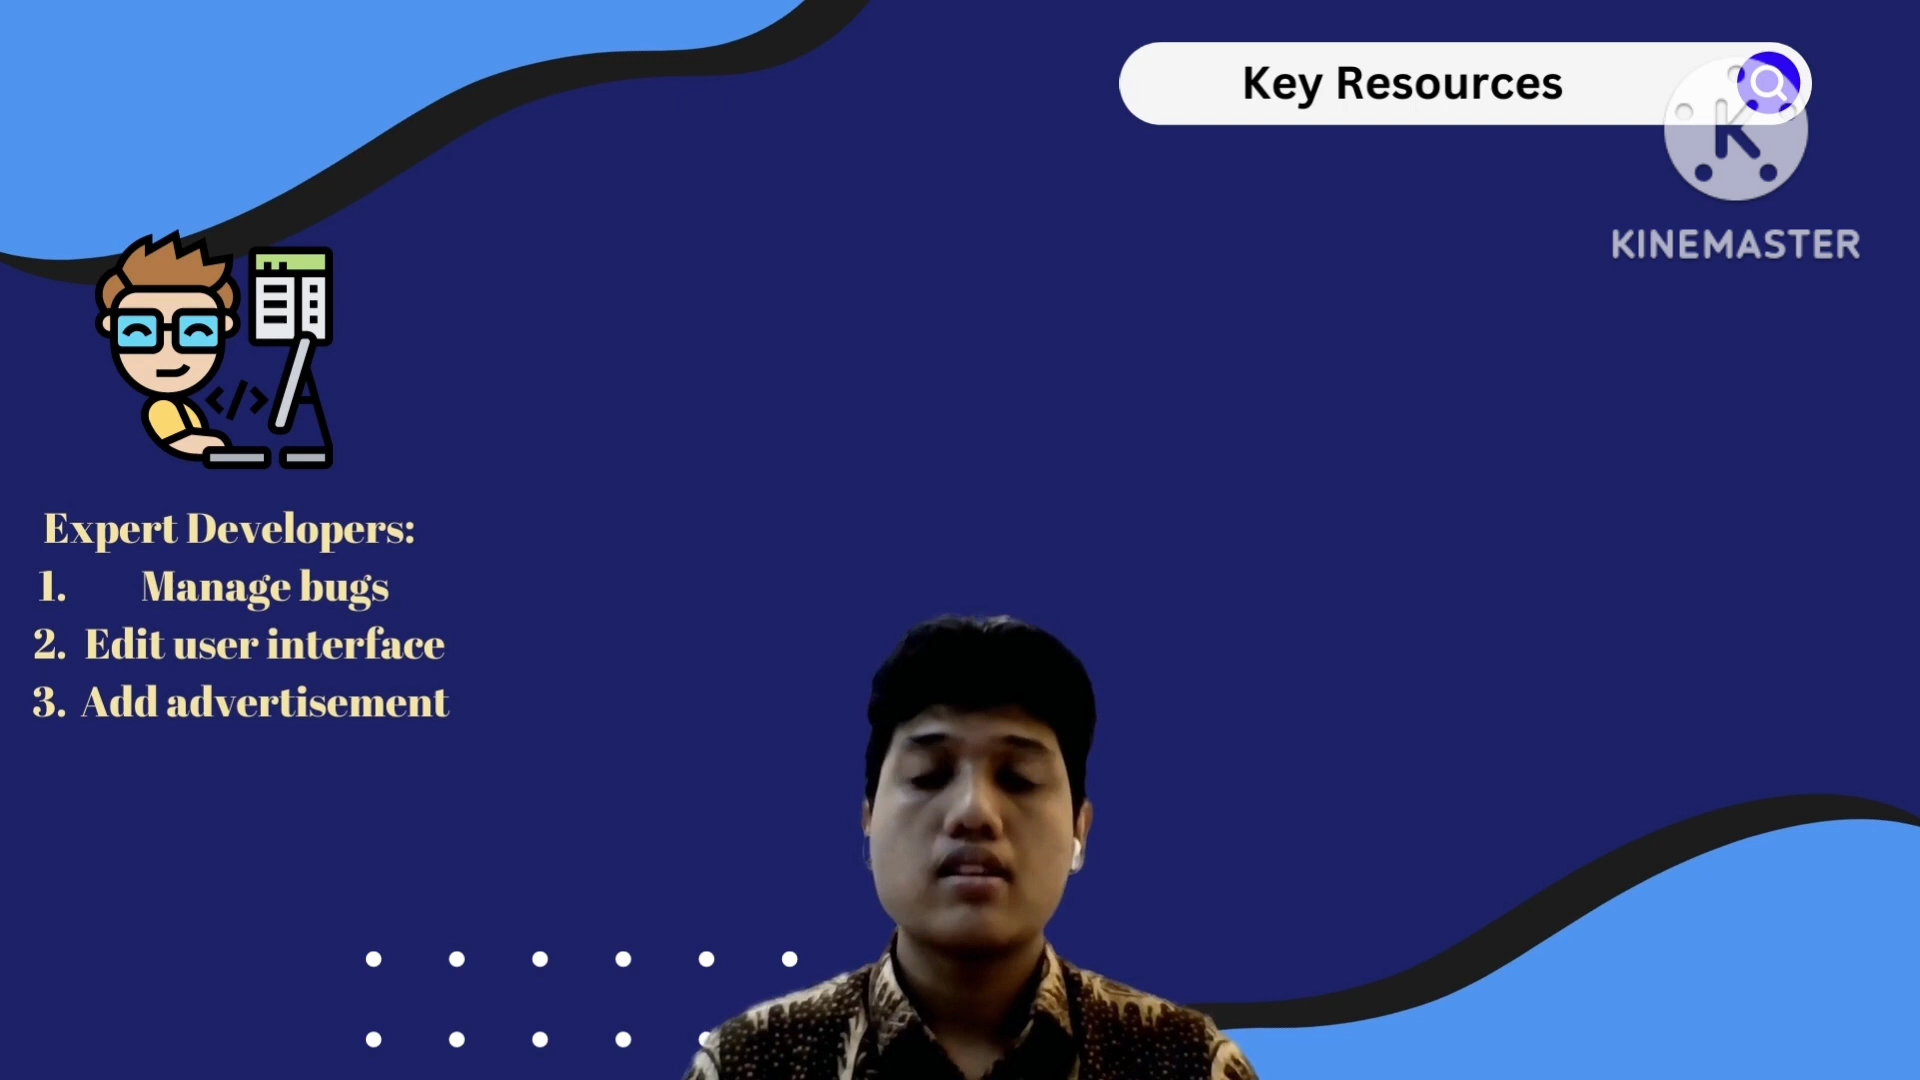 Key Resources
K
KINEMASTER
</>
Expert Developers:
1. Manage bugs
2. Edit user interface
3. Add advertisement